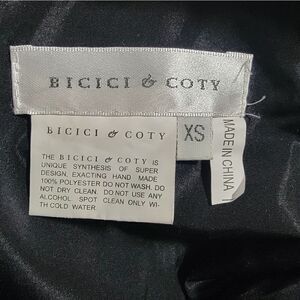 BICICI & COTY
BICICI & COTY
XS
MADE IN CHINA
THE BICICI & COTY IS
UNIQUE SYNTHESIS OF SUPER
DESIGN, EXACTING HAND MADE
100% POLYESTER DO NOT WASH. DO
NOT DRY CLEAN. DO NOT USE
ALCOHOL. SPOT CLEAN ONLY WI-
TH COLD WATER